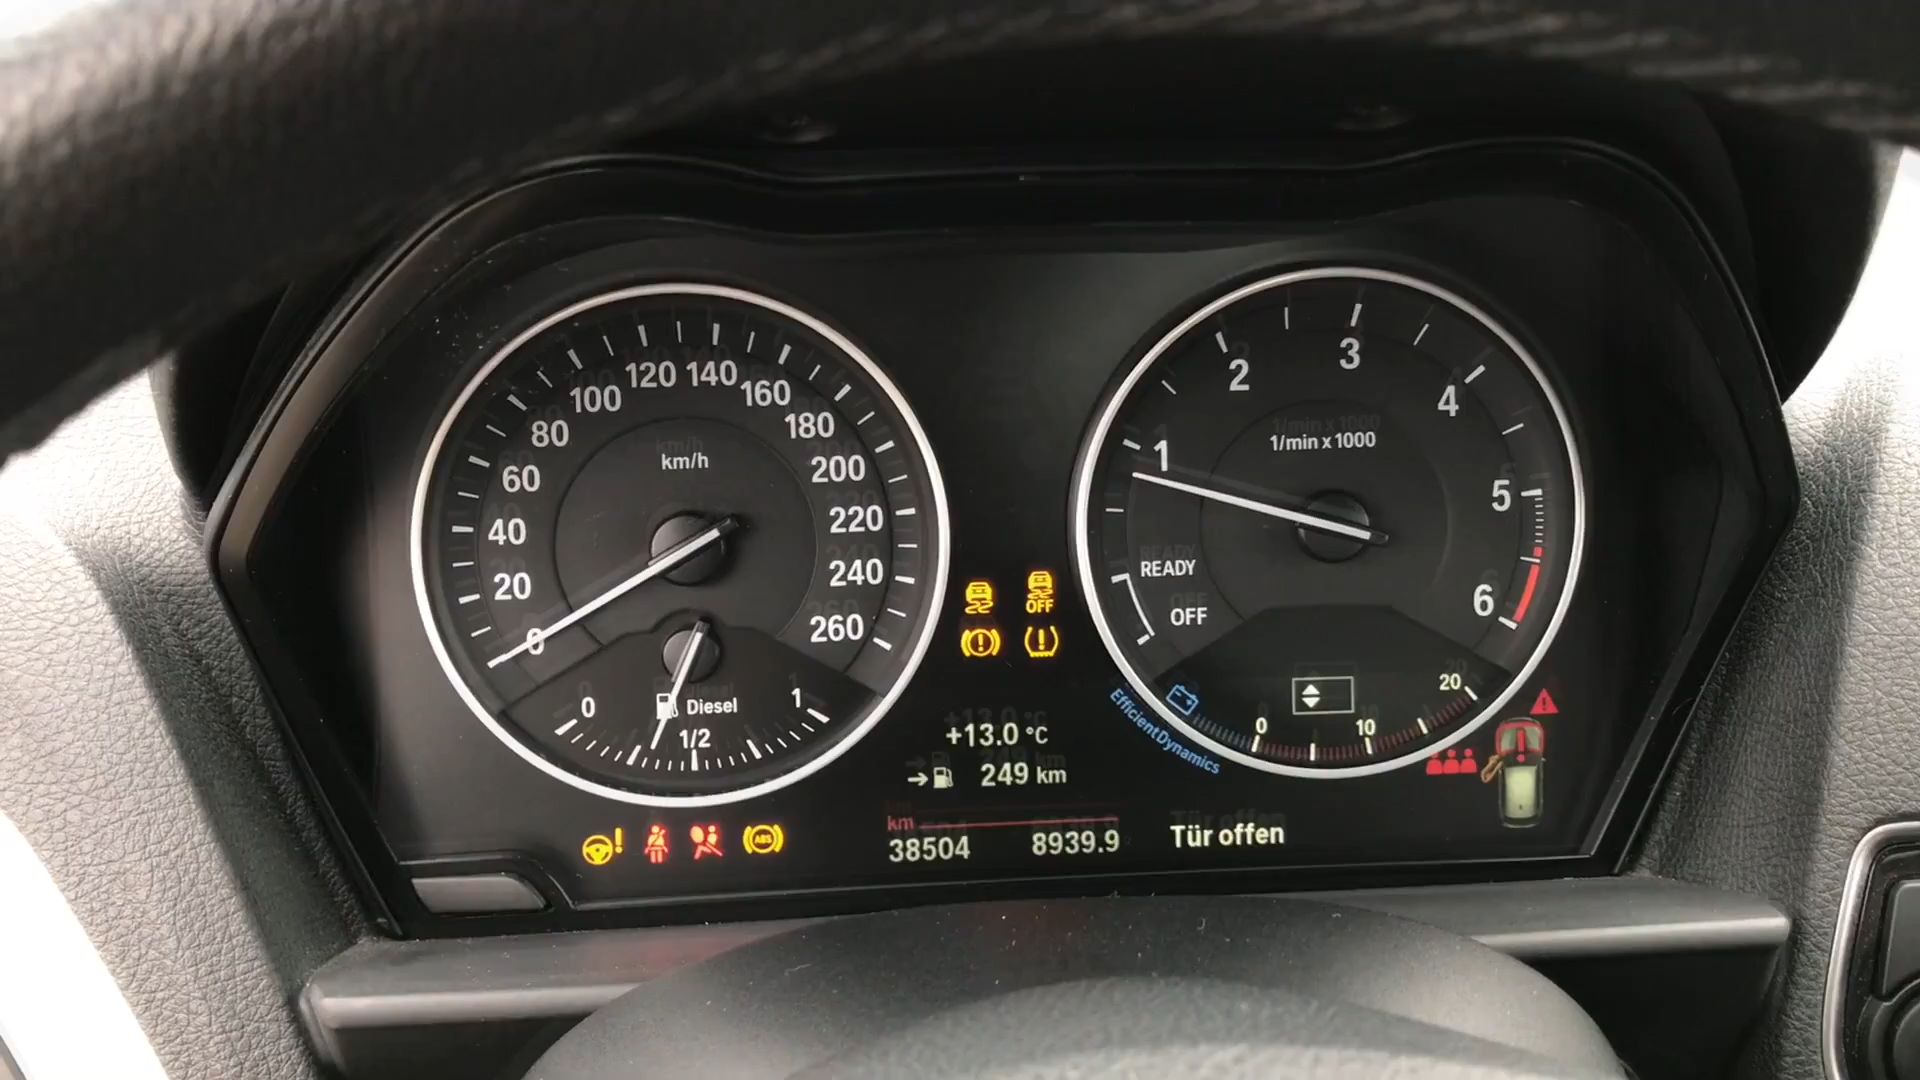 km/h
0
20
40
60
80
100
120
140
160
180
200
220
240
260
0
1/2
1
Diesel
OFF
ABS
+13.0 °C
249 km
km
38504 8939.9
1/min x 1000
1
2
3
4
5
6
READY
OFF
EfficientDynamics
0
10
20
Tür offen